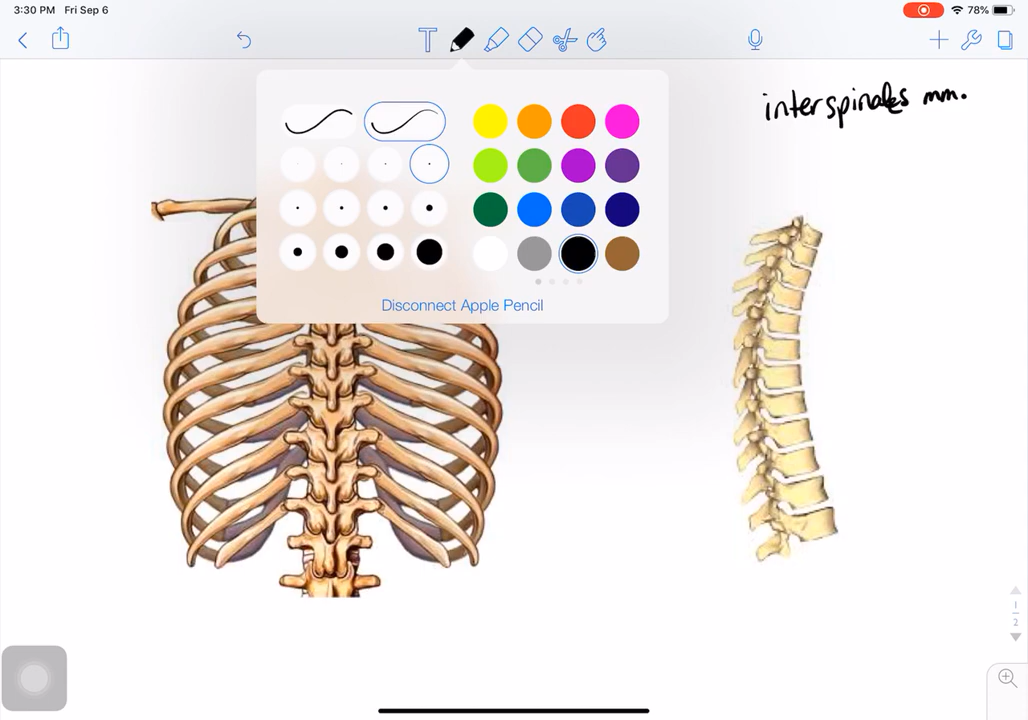 3:30 PM Fri Sep 6
78%
T
interspinales mm.
Disconnect Apple Pencil
1
2